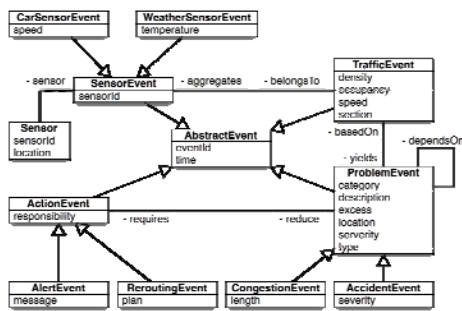 CarSensorEvent
speed
WeatherSensorEvent
temperature
- sensor
SensorEvent
sensorId
- aggregates
- belongsTo
TrafficEvent
density
occupancy
speed
section
Sensor
sensorId
location
AbstractEvent
eventId
time
- basedOn
- yields
- dependsOn
ProblemEvent
category
description
excess
location
serverity
type
ActionEvent
responsibility
- requires
- reduce
AlertEvent
message
ReroutingEvent
plan
CongestionEvent
length
AccidentEvent
severity